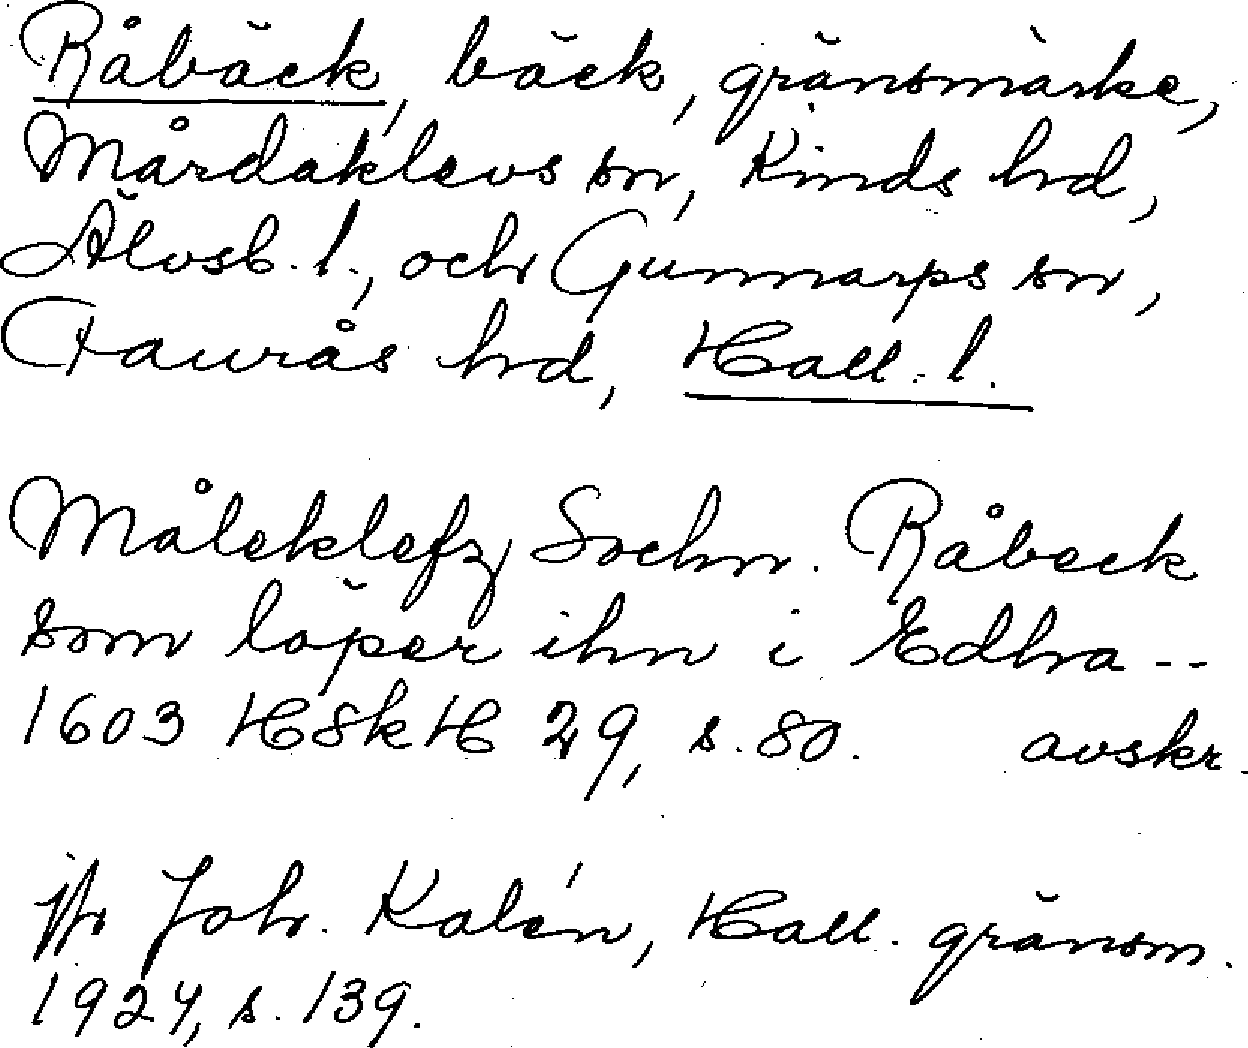 Råbäck, bäck, gränsmärke,
Mårdaklevs sn, Kinds hd,
Älvsb. l., och Gunnarps sn,
Faurås hd, Hall. l.
Måleklefz Sochn. Råbeck
som löper ihn i Edhra --
1603 HSkH 29, s. 80. avskr.
jfr Joh. Kalén, Hall. gränsm.
1924, s. 139.